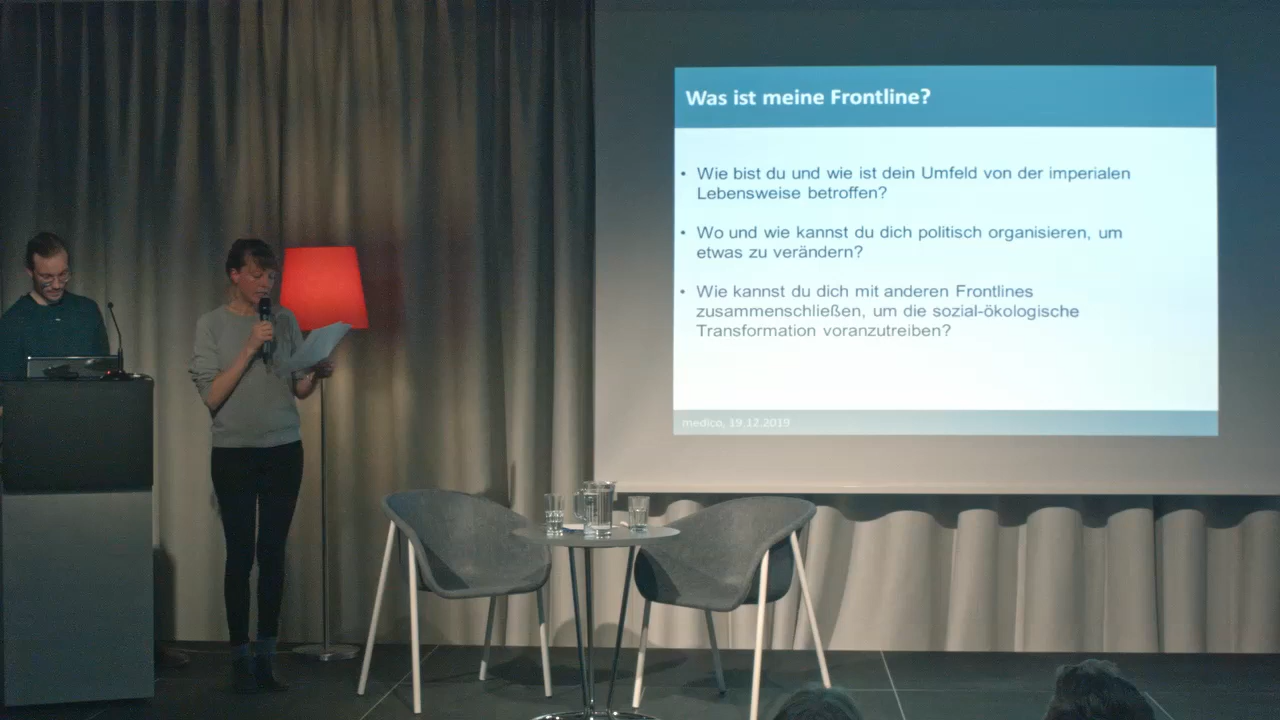 Was ist meine Frontline?
• Wie bist du und wie ist dein Umfeld von der imperialen
Lebensweise betroffen?
• Wo und wie kannst du dich politisch organisieren, um
etwas zu verändern?
• Wie kannst du dich mit anderen Frontlines
zusammenschließen, um die sozial-ökologische
Transformation voranzutreiben?
medico, 19.12.2019